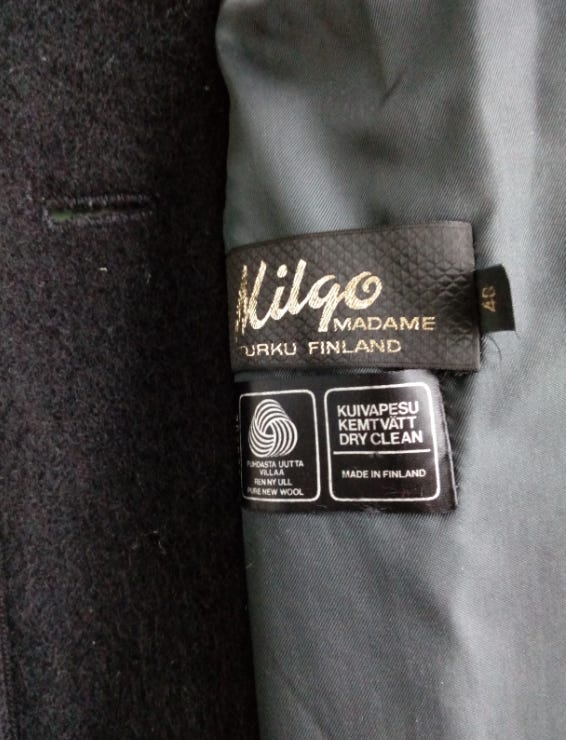 Milgo
MADAME
TURKU FINLAND
PUHDASTA UUTTA
VILLAA
REN NY ULL
PURE NEW WOOL
KUIVAPESU
KEMTVÄTT
DRY CLEAN
MADE IN FINLAND